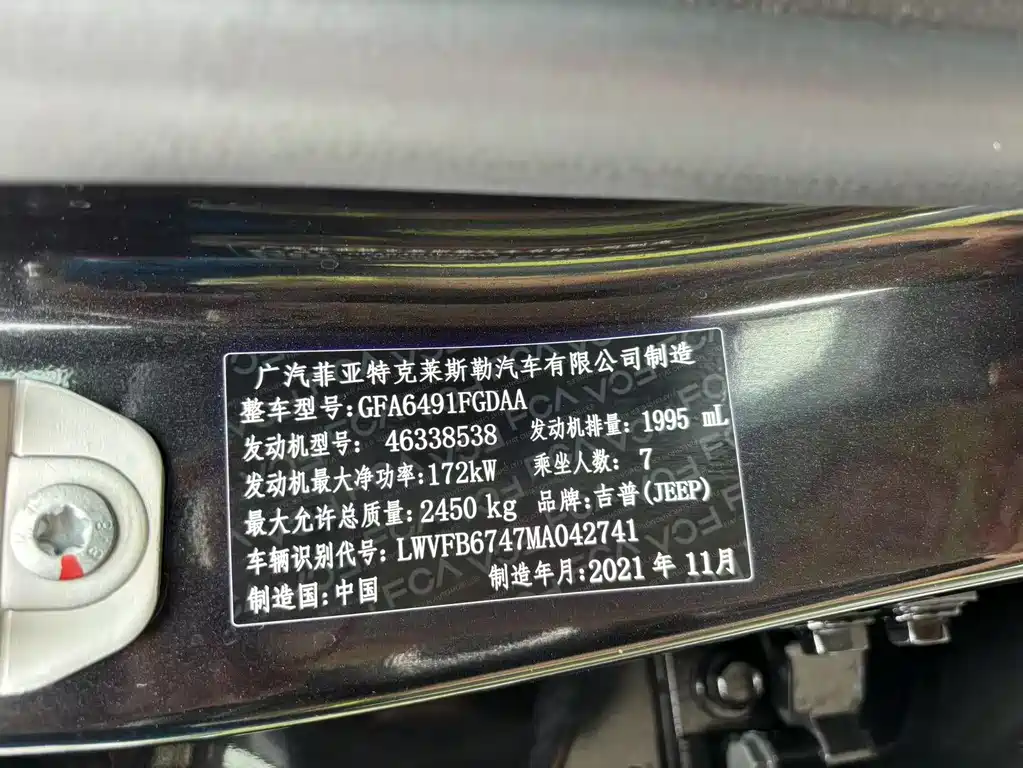 广汽菲亚特克莱斯勒汽车有限公司制造
整车型号:GFA6491FGDAA
发动机型号: 46338538 发动机排量: 1995 mL
发动机最大净功率:172kW 乘坐人数: 7
最大允许总质量:2450 kg 品牌:吉普(JEEP)
车辆识别代号: LWVFB6747MA042741
制造国:中国 制造年月:2021 年 11月